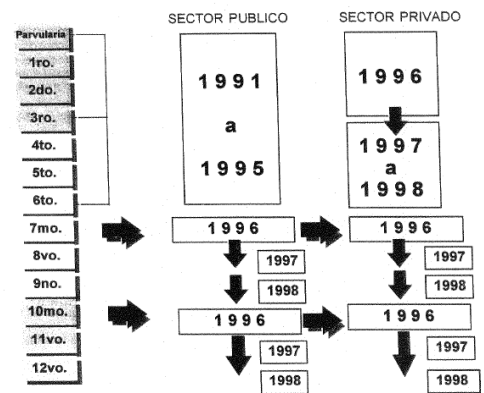 SECTOR PUBLICO
SECTOR PRIVADO
Parvularia
1ro.
2do.
3ro.
4to.
5to.
6to.
7mo.
8vo.
9no.
10mo.
11vo.
12vo.
1991
a
1995
1996
1997
1998
1996
1997
1998
1996
1997
a
1998
1996
1997
1998
1996
1997
1998